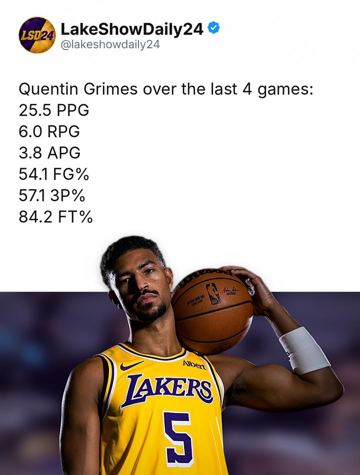 LSD24
LakeShowDaily24
@lakeshowdaily24
Quentin Grimes over the last 4 games:
25.5 PPG
6.0 RPG
3.8 APG
54.1 FG%
57.1 3P%
84.2 FT%
Albert
LAKERS
5